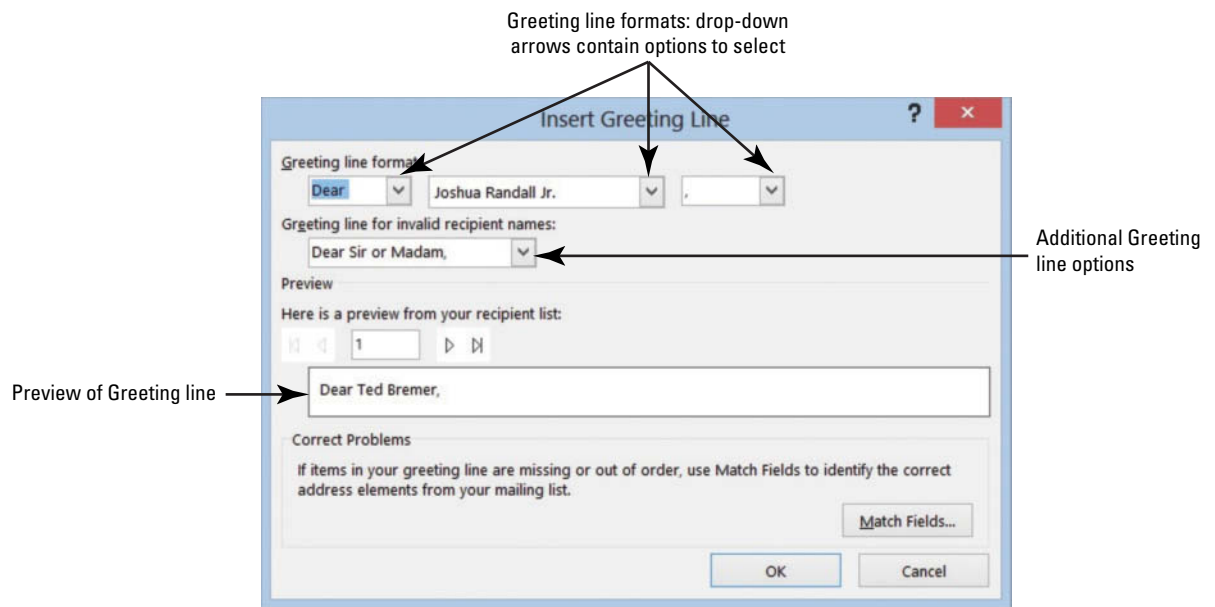 Greeting line formats: drop-down
arrows contain options to select
Insert Greeting Line
?
×
Greeting line format
Dear
Joshua Randall Jr.
,
Greeting line for invalid recipient names:
Dear Sir or Madam,
Additional Greeting
line options
Preview
Here is a preview from your recipient list:
1
Preview of Greeting line
Dear Ted Bremer,
Correct Problems
If items in your greeting line are missing or out of order, use Match Fields to identify the correct
address elements from your mailing list.
Match Fields...
OK
Cancel